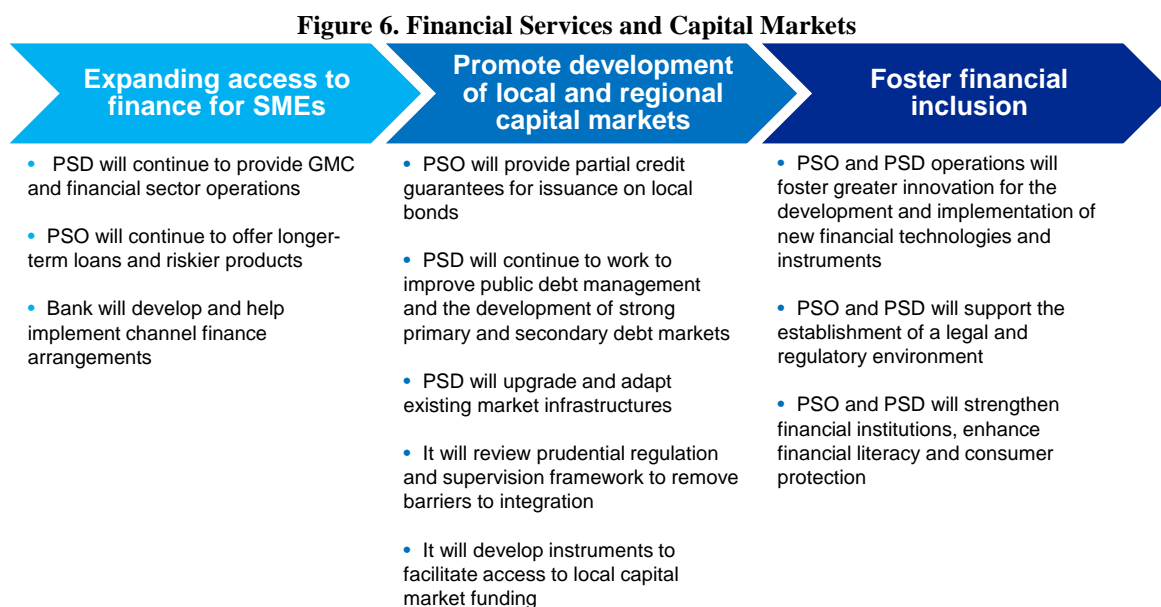 Figure 6. Financial Services and Capital Markets
Expanding access to
finance for SMEs
• PSD will continue to provide GMC
and financial sector operations
• PSO will continue to offer longer-
term loans and riskier products
• Bank will develop and help
implement channel finance
arrangements
Promote development
of local and regional
capital markets
• PSO will provide partial credit
guarantees for issuance on local
bonds
• PSD will continue to work to
improve public debt management
and the development of strong
primary and secondary debt markets
• PSD will upgrade and adapt
existing market infrastructures
• It will review prudential regulation
and supervision framework to remove
barriers to integration
• It will develop instruments to
facilitate access to local capital
market funding
Foster financial
inclusion
• PSO and PSD operations will
foster greater innovation for the
development and implementation of
new financial technologies and
instruments
• PSO and PSD will support the
establishment of a legal and
regulatory environment
• PSO and PSD will strengthen
financial institutions, enhance
financial literacy and consumer
protection